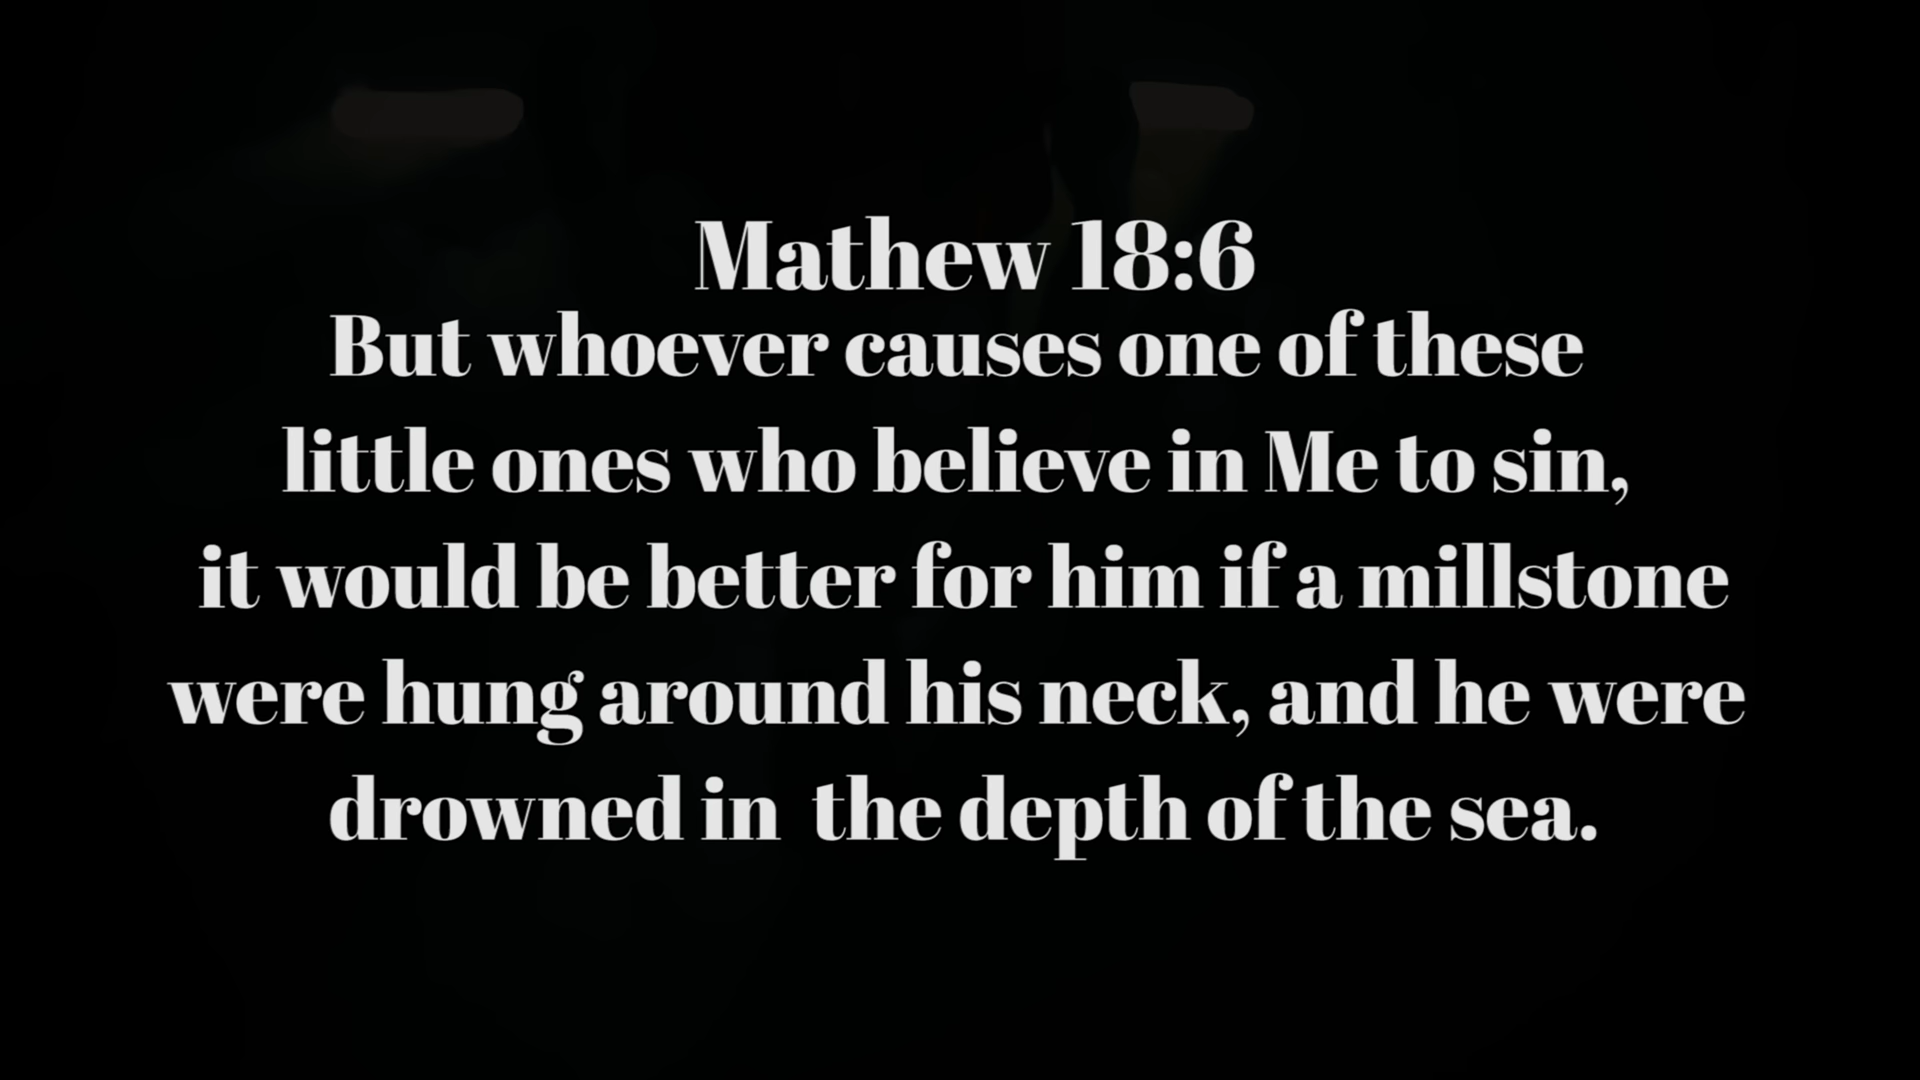 Mathew 18:6
But whoever causes one of these
little ones who believe in Me to sin,
it would be better for him if a millstone
were hung around his neck, and he were
drowned in  the depth of the sea.